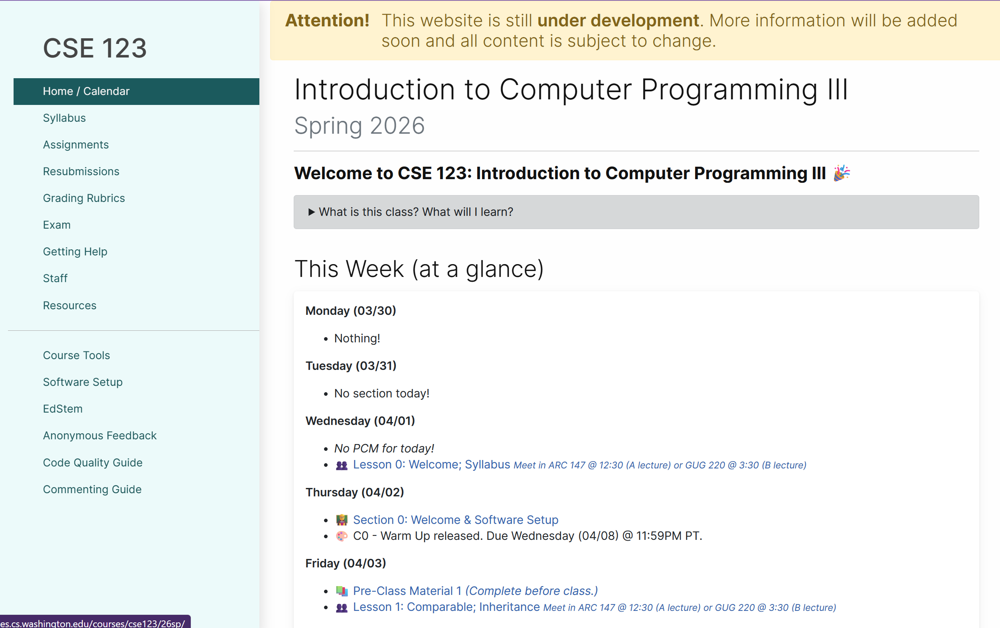 CSE 123
Home / Calendar
Syllabus
Assignments
Resubmissions
Grading Rubrics
Exam
Getting Help
Staff
Resources
Course Tools
Software Setup
EdStem
Anonymous Feedback
Code Quality Guide
Commenting Guide
es.cs.washington.edu/courses/cse123/26sp/
Attention! This website is still under development. More information will be added
soon and all content is subject to change.
Introduction to Computer Programming III
Spring 2026
Welcome to CSE 123: Introduction to Computer Programming III 🎉
▶ What is this class? What will I learn?
This Week (at a glance)
Monday (03/30)
• Nothing!
Tuesday (03/31)
• No section today!
Wednesday (04/01)
• No PCM for today!
• 👥 Lesson 0: Welcome; Syllabus Meet in ARC 147 @ 12:30 (A lecture) or GUG 220 @ 3:30 (B lecture)
Thursday (04/02)
• 🧑‍🏫 Section 0: Welcome & Software Setup
• 🎨 C0 - Warm Up released. Due Wednesday (04/08) @ 11:59PM PT.
Friday (04/03)
• 📚 Pre-Class Material 1 (Complete before class.)
• 👥 Lesson 1: Comparable; Inheritance Meet in ARC 147 @ 12:30 (A lecture) or GUG 220 @ 3:30 (B lecture)